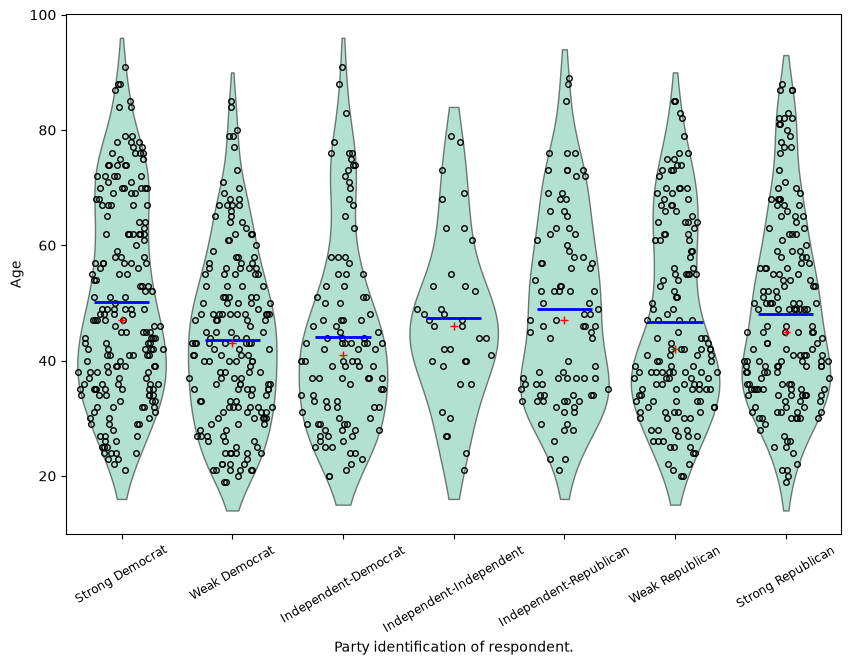 100
80
60
40
20
Age
Strong Democrat
Weak Democrat
Independent-Democrat
Independent-Independent
Independent-Republican
Weak Republican
Strong Republican
Party identification of respondent.